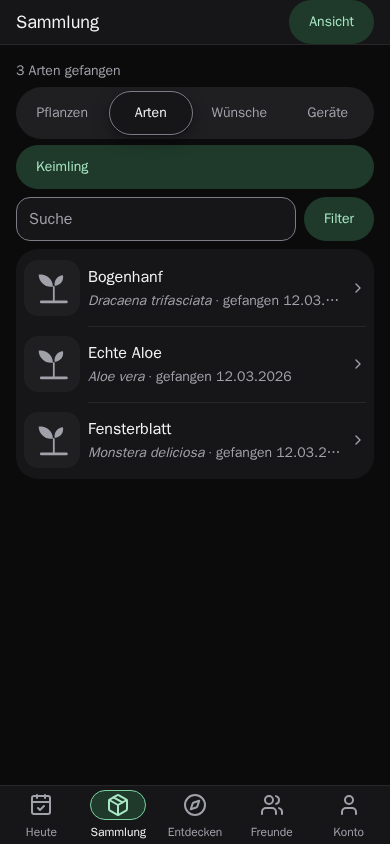 Sammlung
Ansicht
3 Arten gefangen
Pflanzen
Arten
Wünsche
Geräte
Keimling
Suche
Filter
Bogenhanf
Dracaena trifasciata · gefangen 12.03.…
Echte Aloe
Aloe vera · gefangen 12.03.2026
Fensterblatt
Monstera deliciosa · gefangen 12.03.2…
Heute
Sammlung
Entdecken
Freunde
Konto